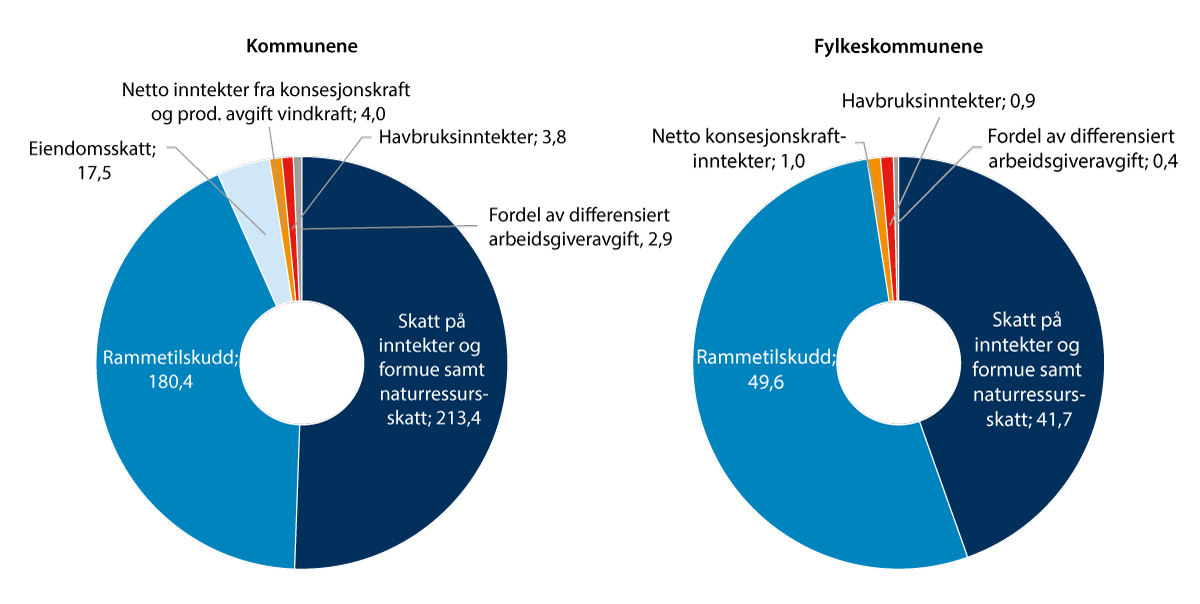 Kommunene
Netto inntekter fra konsesjonskraft
og prod. avgift vindkraft; 4,0
Havbruksinntekter; 3,8
Eiendomsskatt;
17,5
Fordel av differensiert
arbeidsgiveravgift, 2,9
Skatt på
inntekter og
formue samt
naturressurs-
skatt; 213,4
Rammetilskudd;
180,4
Fylkeskommunene
Havbruksinntekter; 0,9
Netto konsesjonskraft-
inntekter; 1,0
Fordel av differensiert
arbeidsgiveravgift; 0,4
Skatt på
inntekter og
formue samt
naturressurs-
skatt; 41,7
Rammetilskudd;
49,6